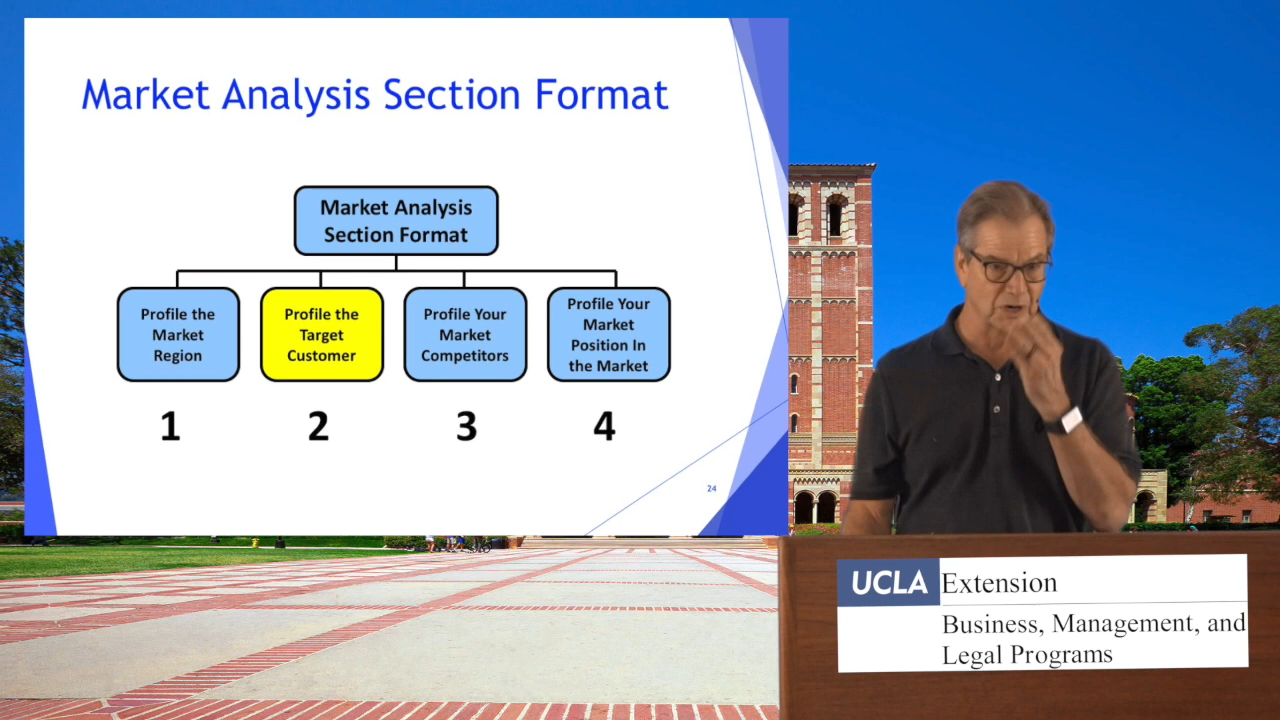 Market Analysis Section Format
Market Analysis
Section Format
Profile the
Market
Region
Profile the
Target
Customer
Profile Your
Market
Competitors
Profile Your
Market
Position In
the Market
1
2
3
4
24
UCLA Extension
Business, Management, and
Legal Programs